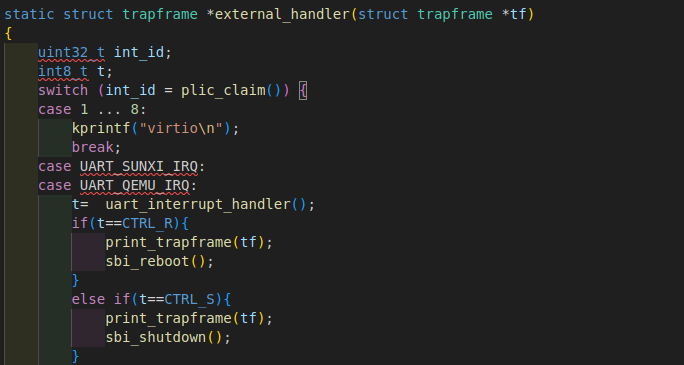 static struct trapframe *external_handler(struct trapframe *tf)
{
    uint32_t int_id;
    int8_t t;
    switch (int_id = plic_claim()) {
    case 1 ... 8:
        kprintf("virtio\n");
        break;
    case UART_SUNXI_IRQ:
    case UART_QEMU_IRQ:
        t=  uart_interrupt_handler();
        if(t==CTRL_R){
            print_trapframe(tf);
            sbi_reboot();
        }
        else if(t==CTRL_S){
            print_trapframe(tf);
            sbi_shutdown();
        }